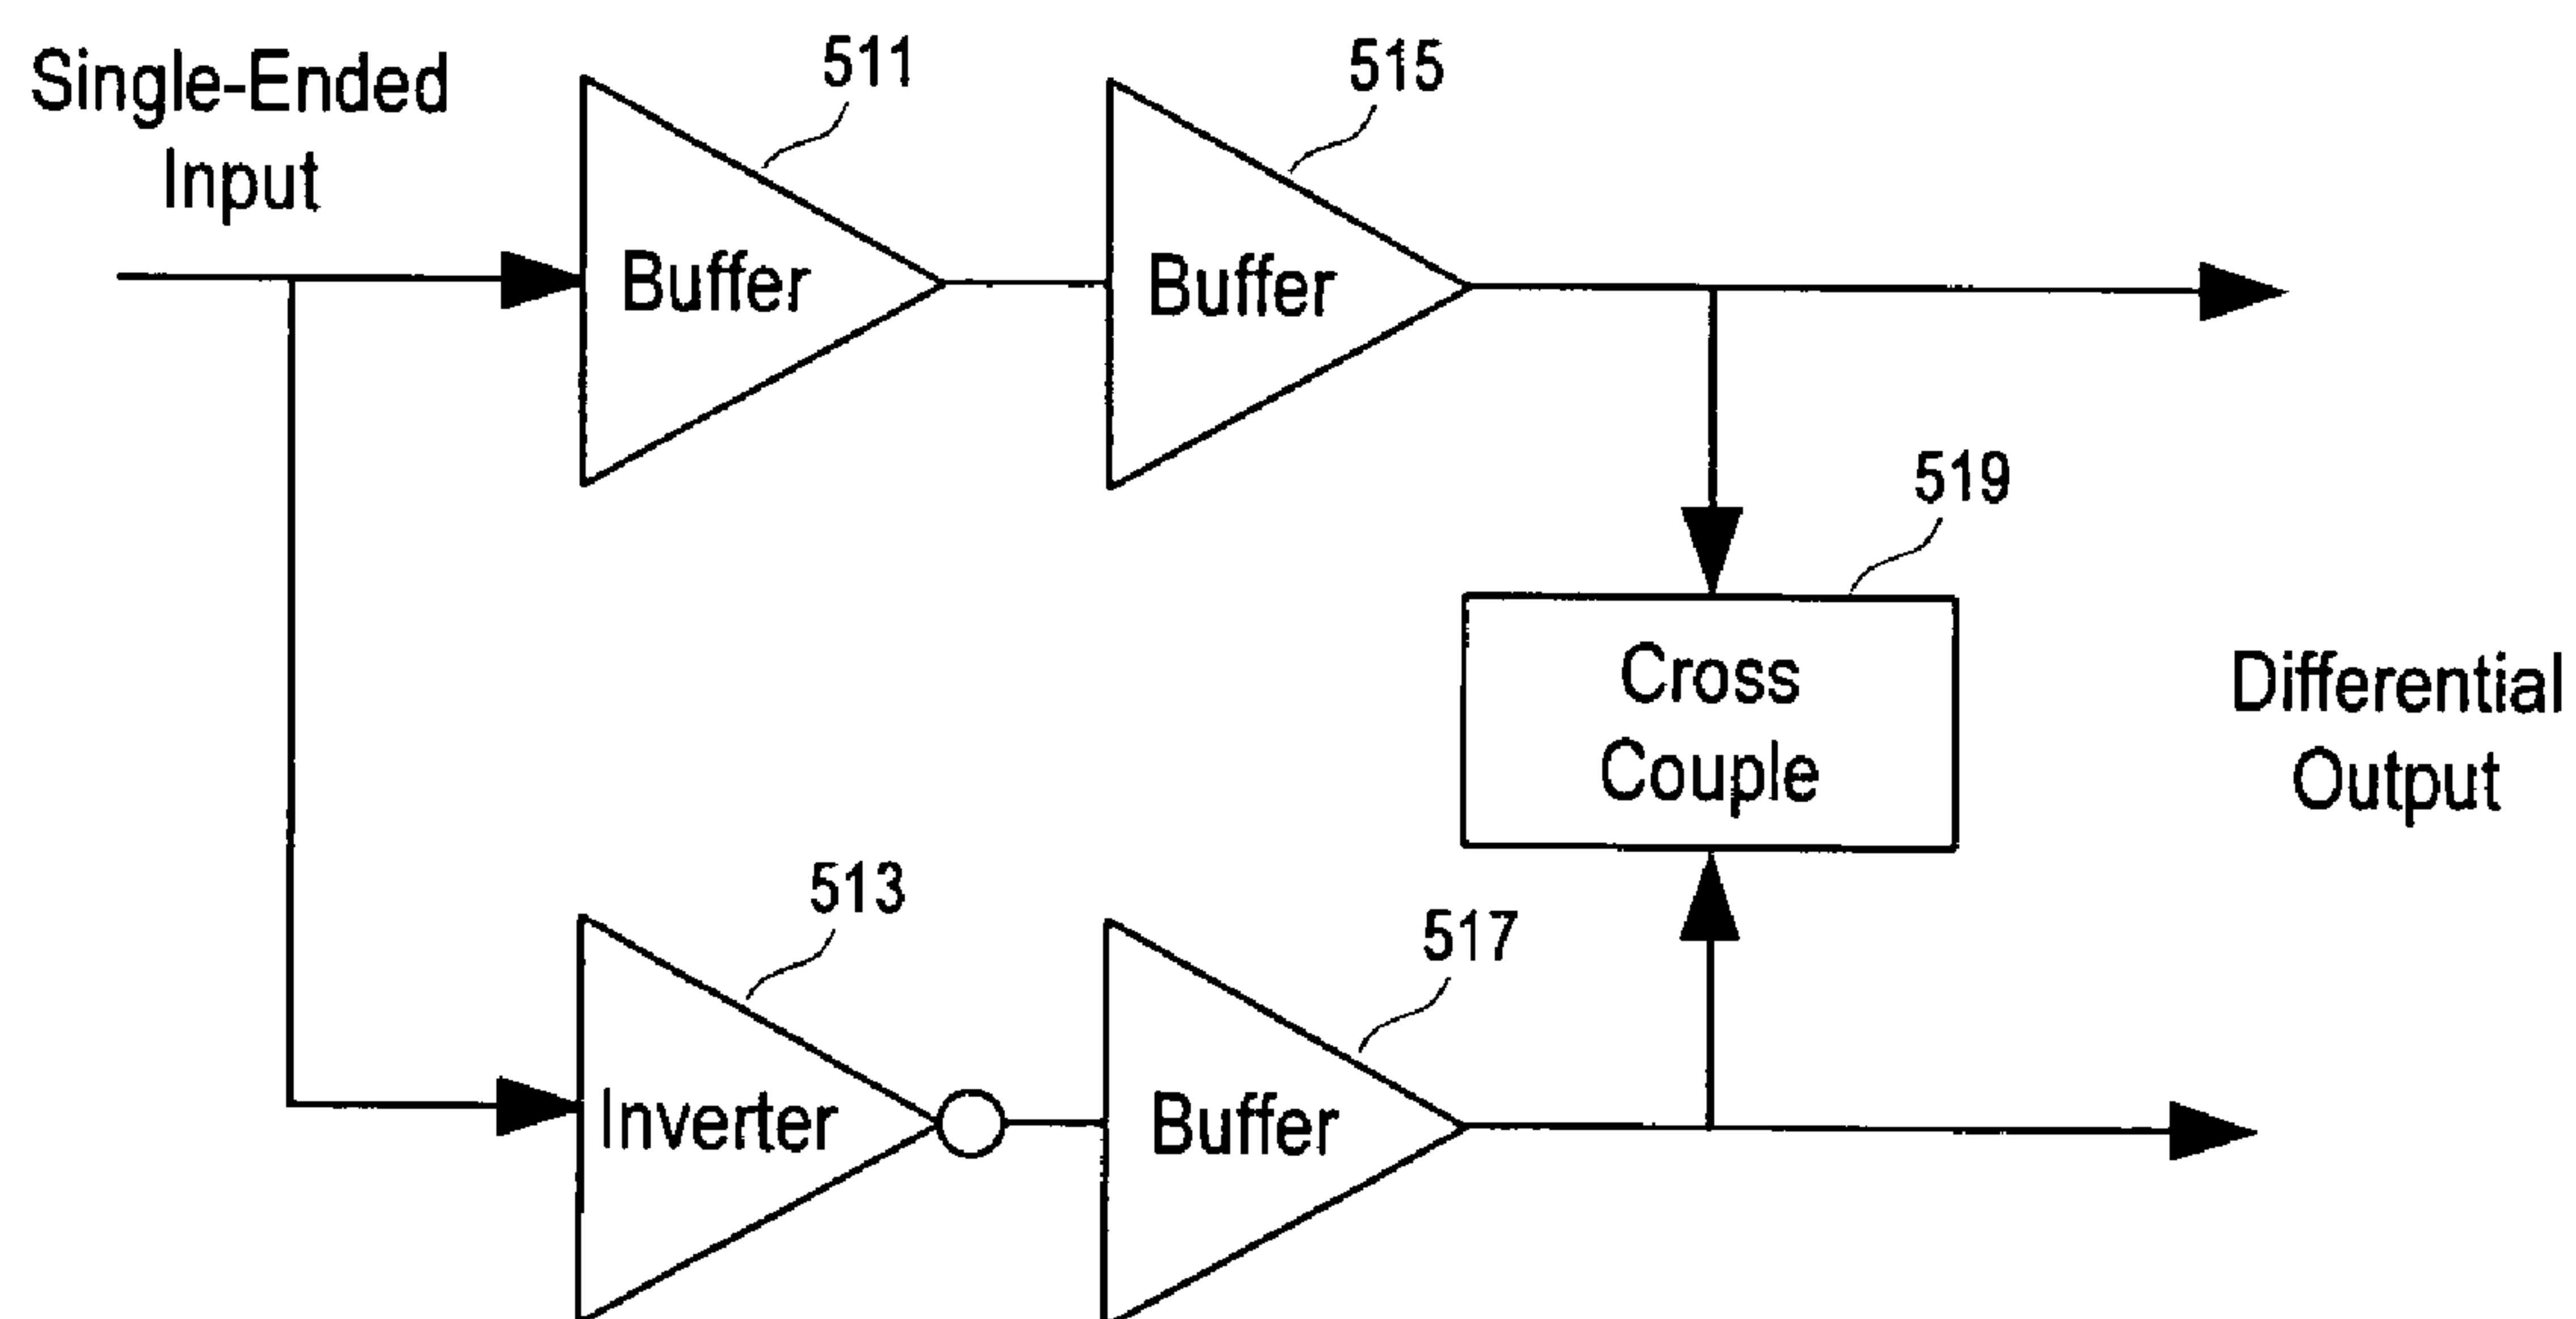 Single-Ended
Input
511
Buffer
515
Buffer
519
Cross
Couple
Differential
Output
513
Inverter
517
Buffer